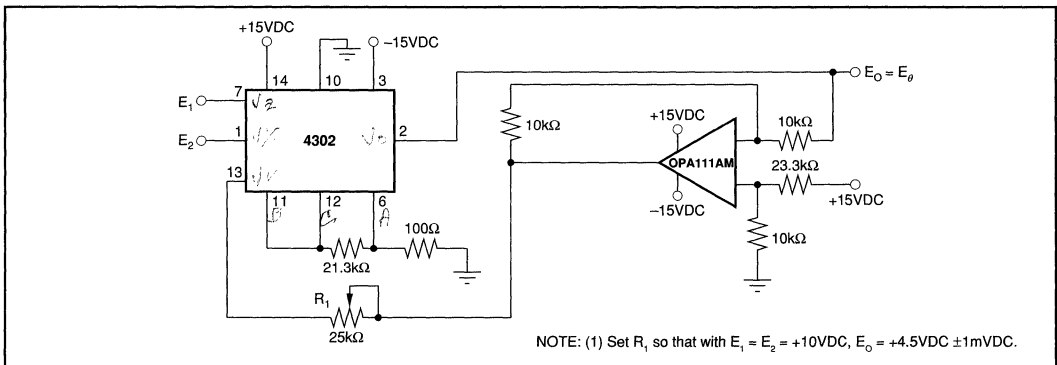 +15VDC
−15VDC
14
10
3
E₁
7
E₂
1
4302
2
13
11
12
6
B
C
A
21.3kΩ
100Ω
R₁
25kΩ
10kΩ
+15VDC
OPA111AM
−15VDC
10kΩ
23.3kΩ
+15VDC
10kΩ
E_O = E_θ
NOTE: (1) Set R₁ so that with E₁ = E₂ = +10VDC, E_O = +4.5VDC ±1mVDC.